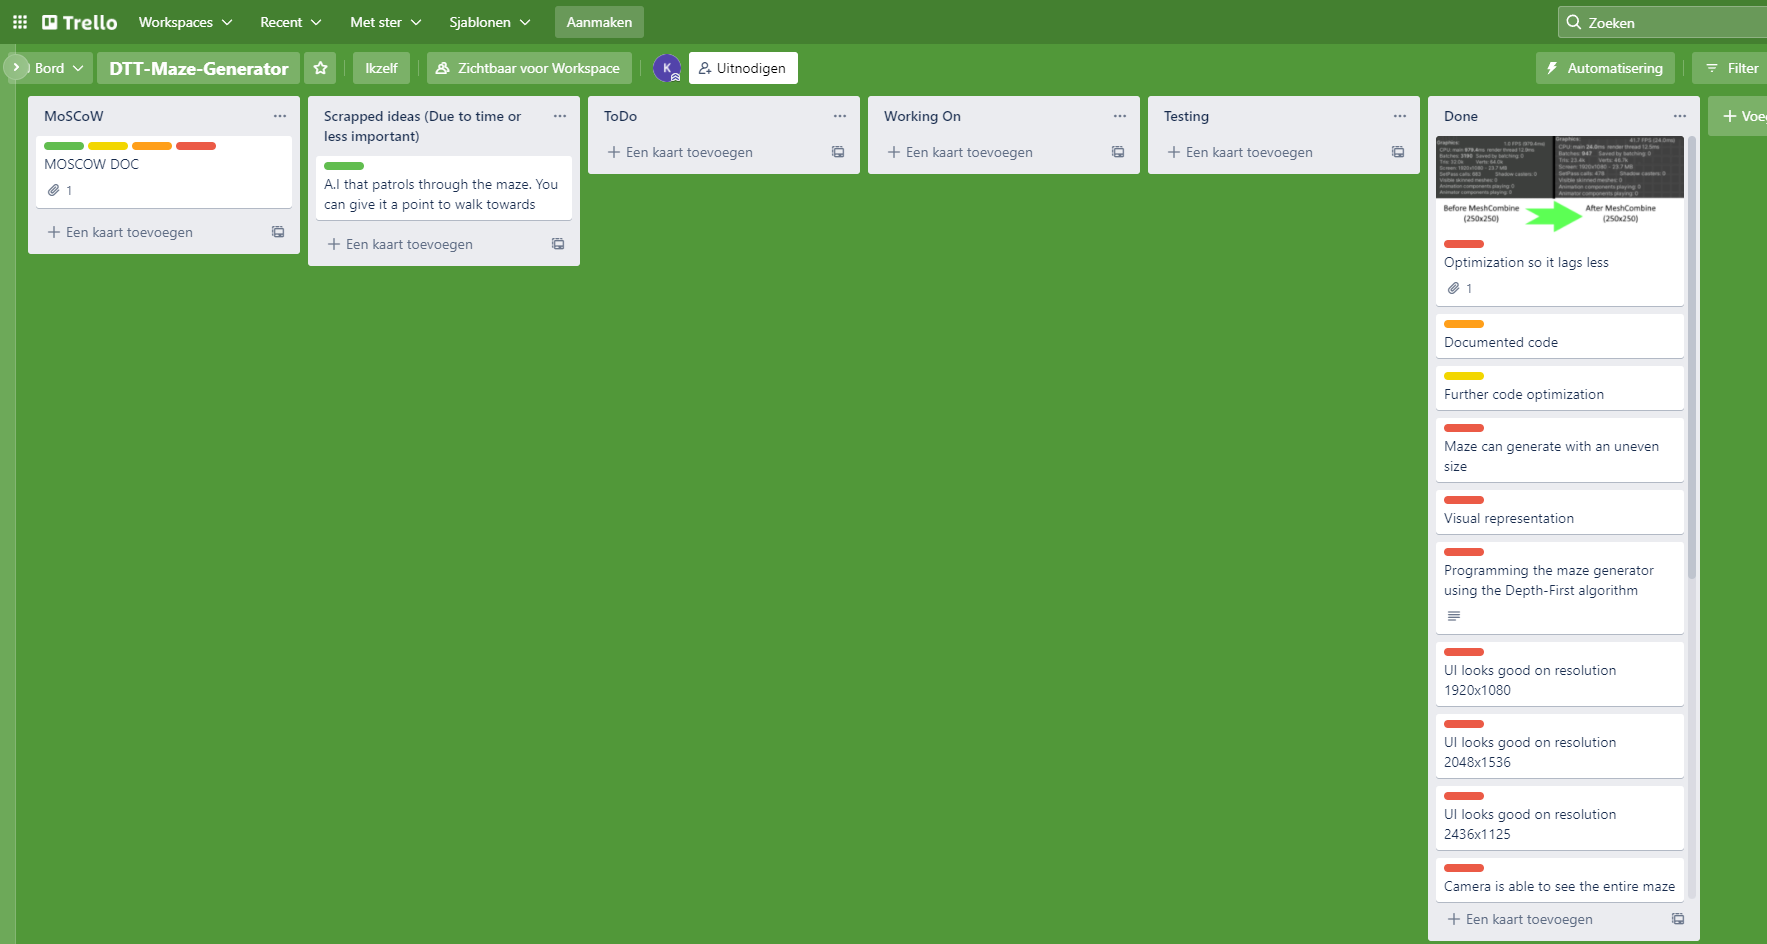 Trello Workspaces Recent Met ster Sjablonen Aanmaken Zoeken
Bord DTT-Maze-Generator Ikzelf Zichtbaar voor Workspace K Uitnodigen Automatisering Filter
MoSCoW
MOSCOW DOC
1
Een kaart toevoegen
Scrapped ideas (Due to time or
less important)
A.I that patrols through the maze. You
can give it a point to walk towards
Een kaart toevoegen
ToDo
Een kaart toevoegen
Working On
Een kaart toevoegen
Testing
Een kaart toevoegen
Done
Graphics:
CPU: main
Before MeshCombine
(250x250)
After MeshCombine
(250x250)
Optimization so it lags less
1
Documented code
Further code optimization
Maze can generate with an uneven
size
Visual representation
Programming the maze generator
using the Depth-First algorithm
UI looks good on resolution
1920x1080
UI looks good on resolution
2048x1536
UI looks good on resolution
2436x1125
Camera is able to see the entire maze
Een kaart toevoegen